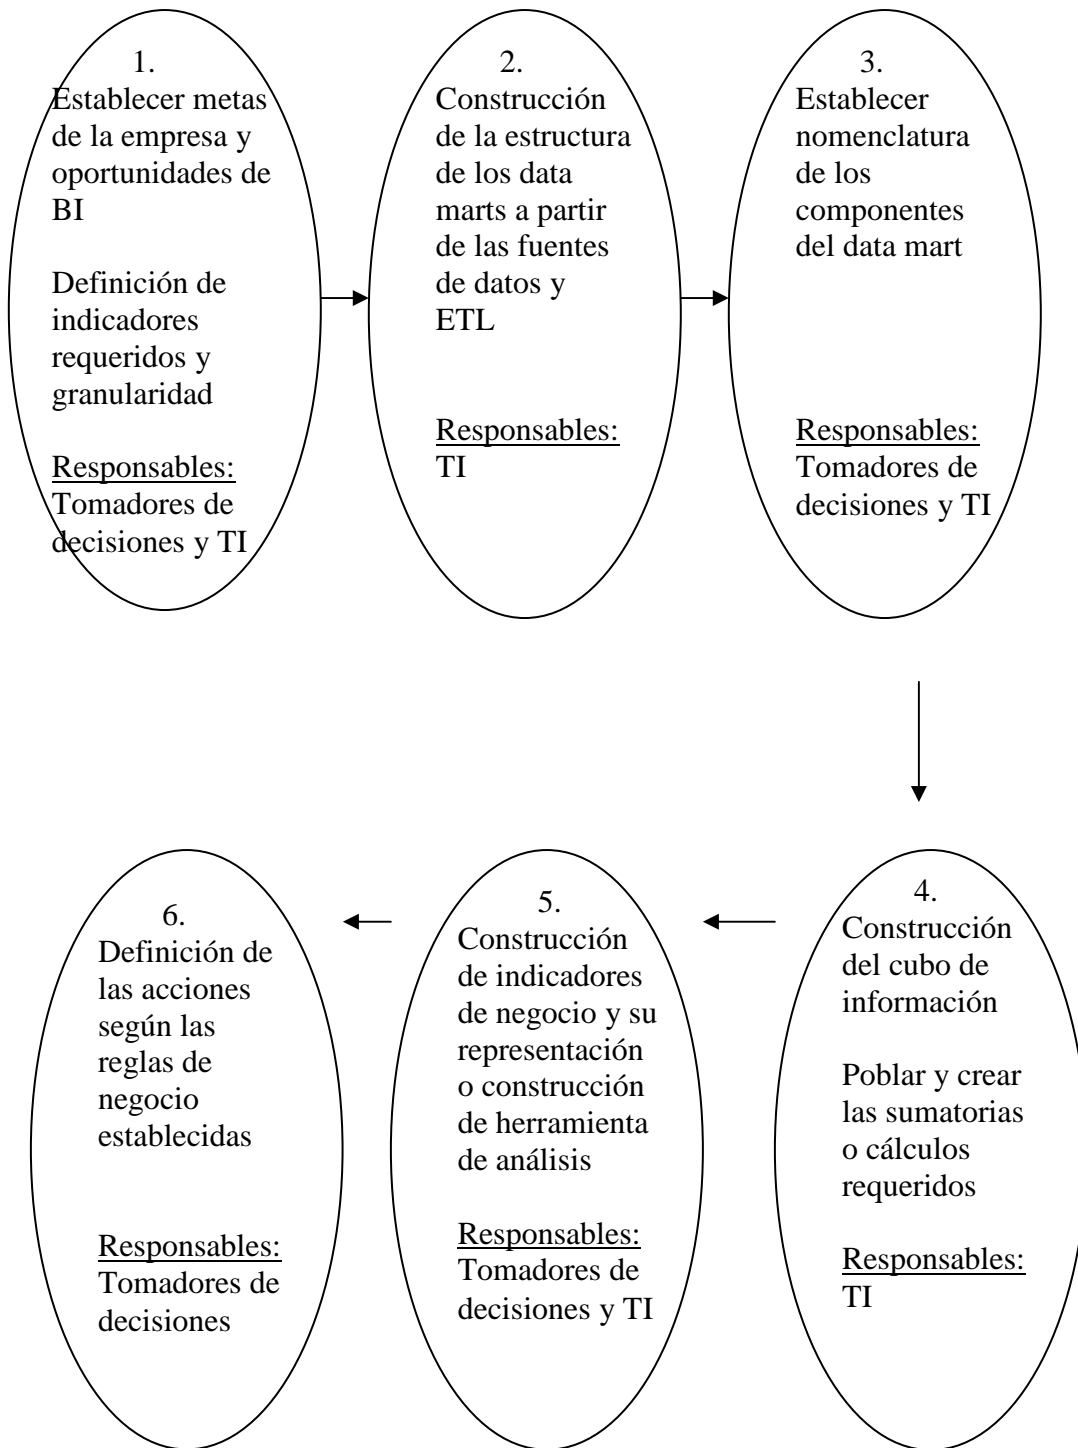 1.
Establecer metas
de la empresa y
oportunidades de
BI
Definición de
indicadores
requeridos y
granularidad
Responsables:
Tomadores de
decisiones y TI
2.
Construcción
de la estructura
de los data
marts a partir
de las fuentes
de datos y
ETL
Responsables:
TI
3.
Establecer
nomenclatura
de los
componentes
del data mart
Responsables:
Tomadores de
decisiones y TI
4.
Construcción
del cubo de
información
Poblar y crear
las sumatorias
o cálculos
requeridos
Responsables:
TI
5.
Construcción
de indicadores
de negocio y su
representación
o construcción
de herramienta
de análisis
Responsables:
Tomadores de
decisiones y TI
6.
Definición de
las acciones
según las
reglas de
negocio
establecidas
Responsables:
Tomadores de
decisiones